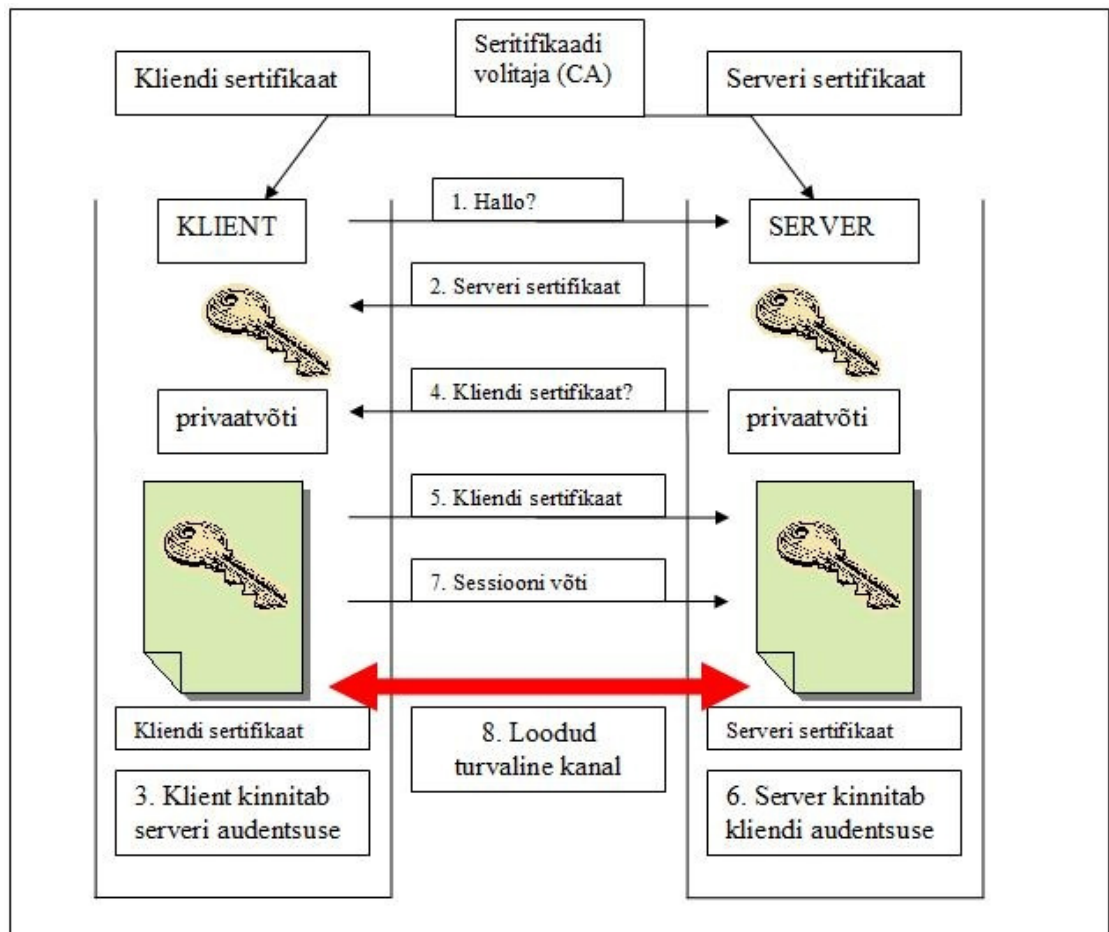 Kliendi sertifikaat
Seritifikaadi
volitaja (CA)
Serveri sertifikaat
KLIENT
1. Hallo?
SERVER
2. Serveri sertifikaat
privaatvõti
4. Kliendi sertifikaat?
privaatvõti
5. Kliendi sertifikaat
7. Sessiooni võti
Kliendi sertifikaat
8. Loodud
turvaline kanal
Serveri sertifikaat
3. Klient kinnitab
serveri audentsuse
6. Server kinnitab
kliendi audentsuse